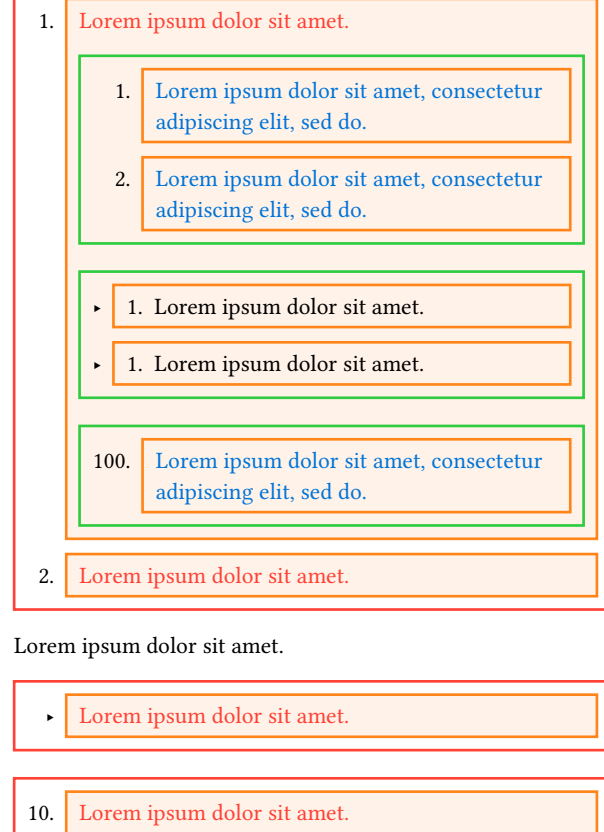 1. Lorem ipsum dolor sit amet.
1. Lorem ipsum dolor sit amet, consectetur
adipiscing elit, sed do.
2. Lorem ipsum dolor sit amet, consectetur
adipiscing elit, sed do.
‣ 1. Lorem ipsum dolor sit amet.
‣ 1. Lorem ipsum dolor sit amet.
100. Lorem ipsum dolor sit amet, consectetur
adipiscing elit, sed do.
2. Lorem ipsum dolor sit amet.
Lorem ipsum dolor sit amet.
‣ Lorem ipsum dolor sit amet.
10. Lorem ipsum dolor sit amet.